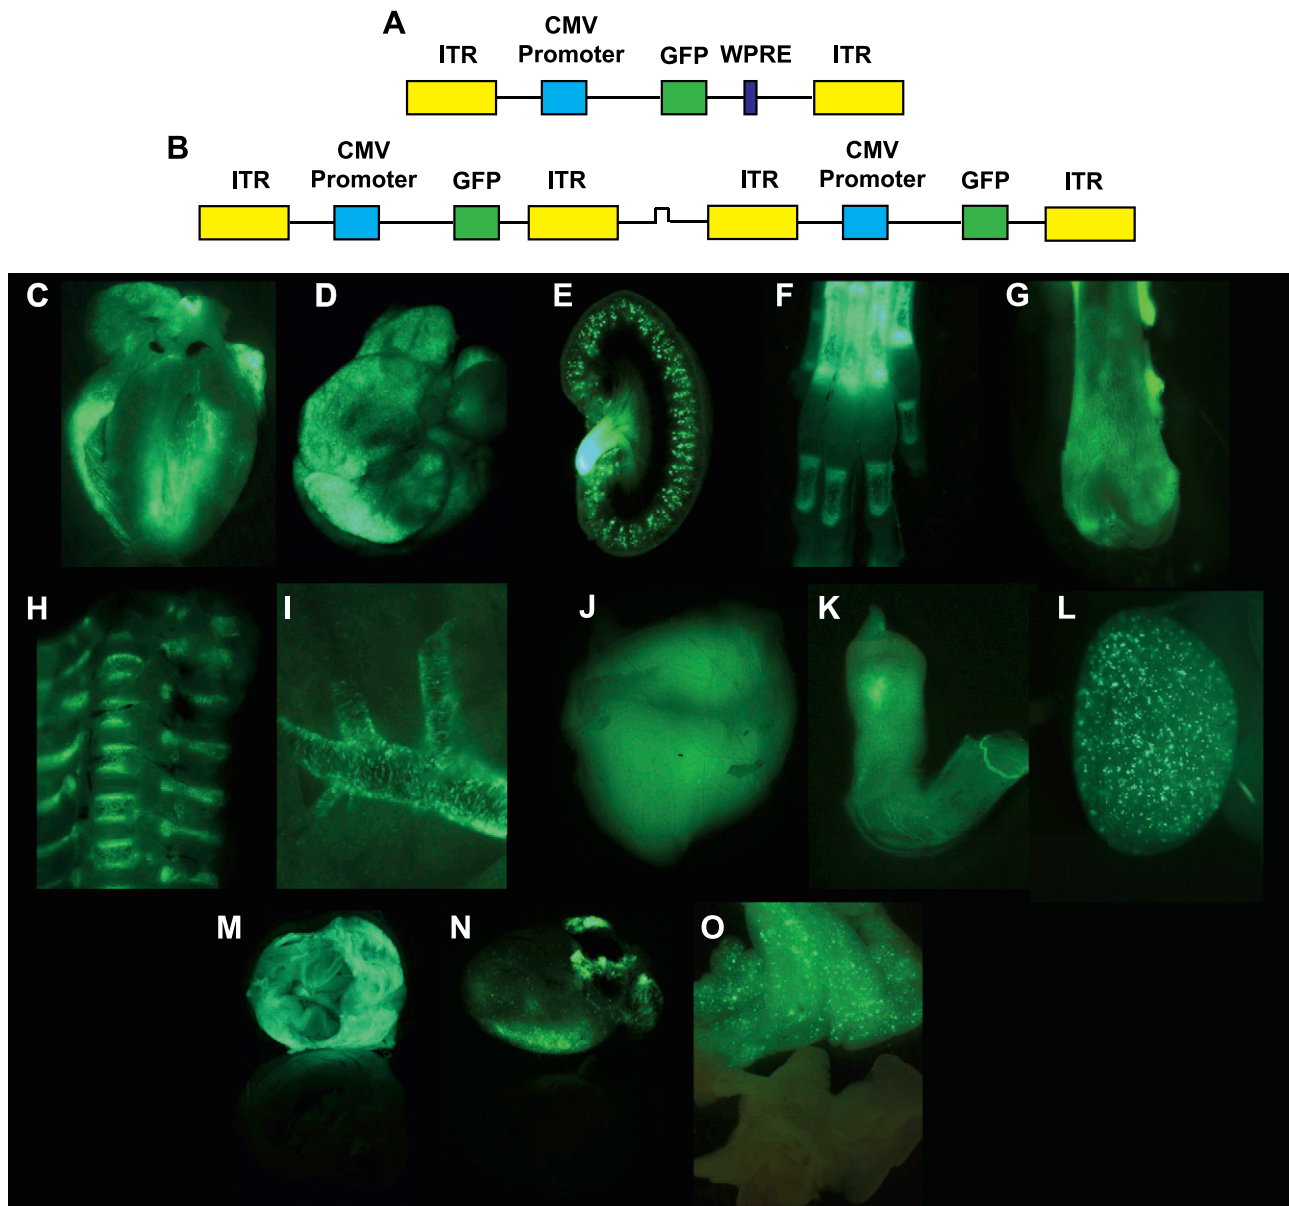 A
CMV
ITR Promoter GFP WPRE ITR
B
CMV CMV
ITR Promoter GFP ITR ITR Promoter GFP ITR
C D E F G
H I J K L
M N O